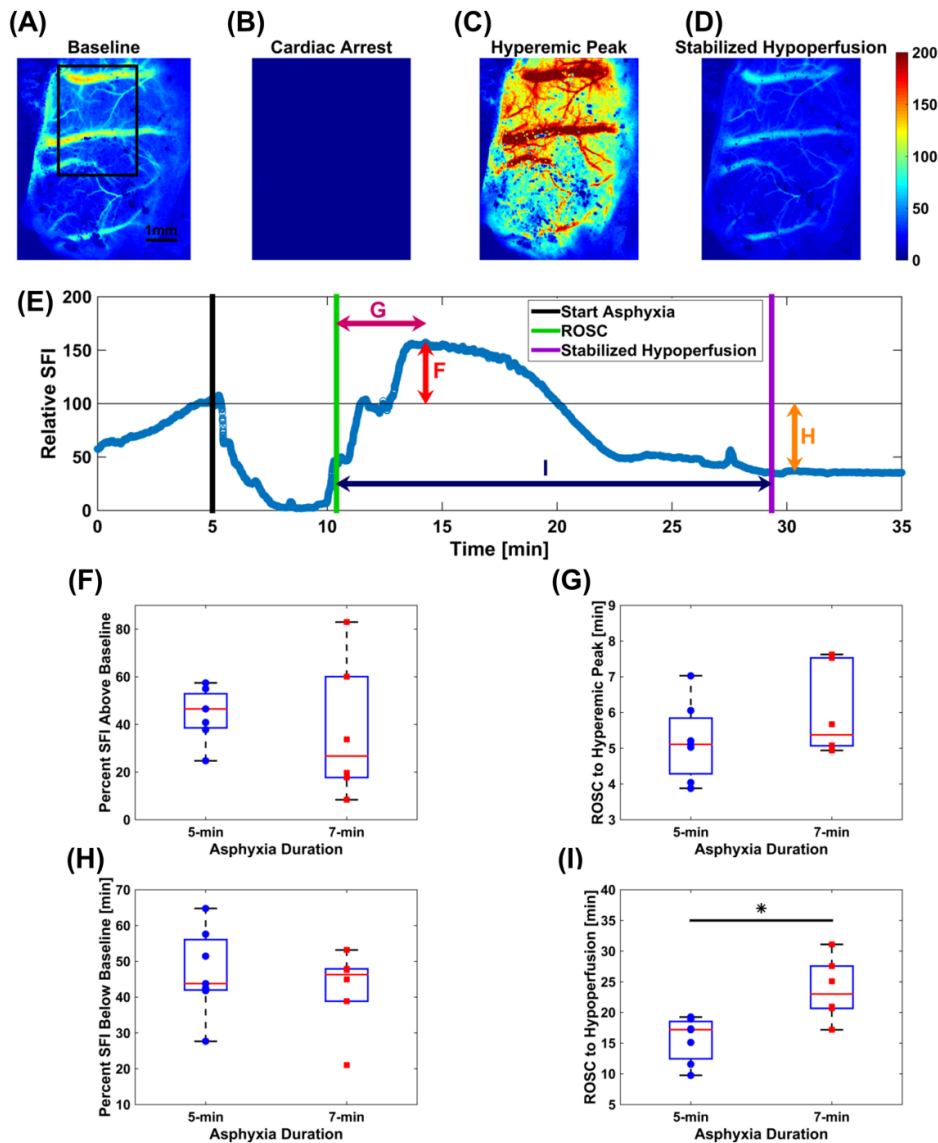 (A) (B) (C) (D)
Baseline Cardiac Arrest Hyperemic Peak Stabilized Hypoperfusion
1mm
200
150
100
50
0
(E)
Relative SFI
200
150
100
50
0
G
F
H
I
Start Asphyxia
ROSC
Stabilized Hypoperfusion
0 5 10 15 20 25 30 35
Time [min]
(F)
Percent SFI Above Baseline
80
60
40
20
0
5-min 7-min
Asphyxia Duration
(G)
ROSC to Hyperemic Peak [min]
9
8
7
6
5
4
3
5-min 7-min
Asphyxia Duration
(H)
Percent SFI Below Baseline [min]
70
60
50
40
30
20
10
5-min 7-min
Asphyxia Duration
(I)
ROSC to Hypoperfusion [min]
40
35
30
25
20
15
10
5
0
*
5-min 7-min
Asphyxia Duration